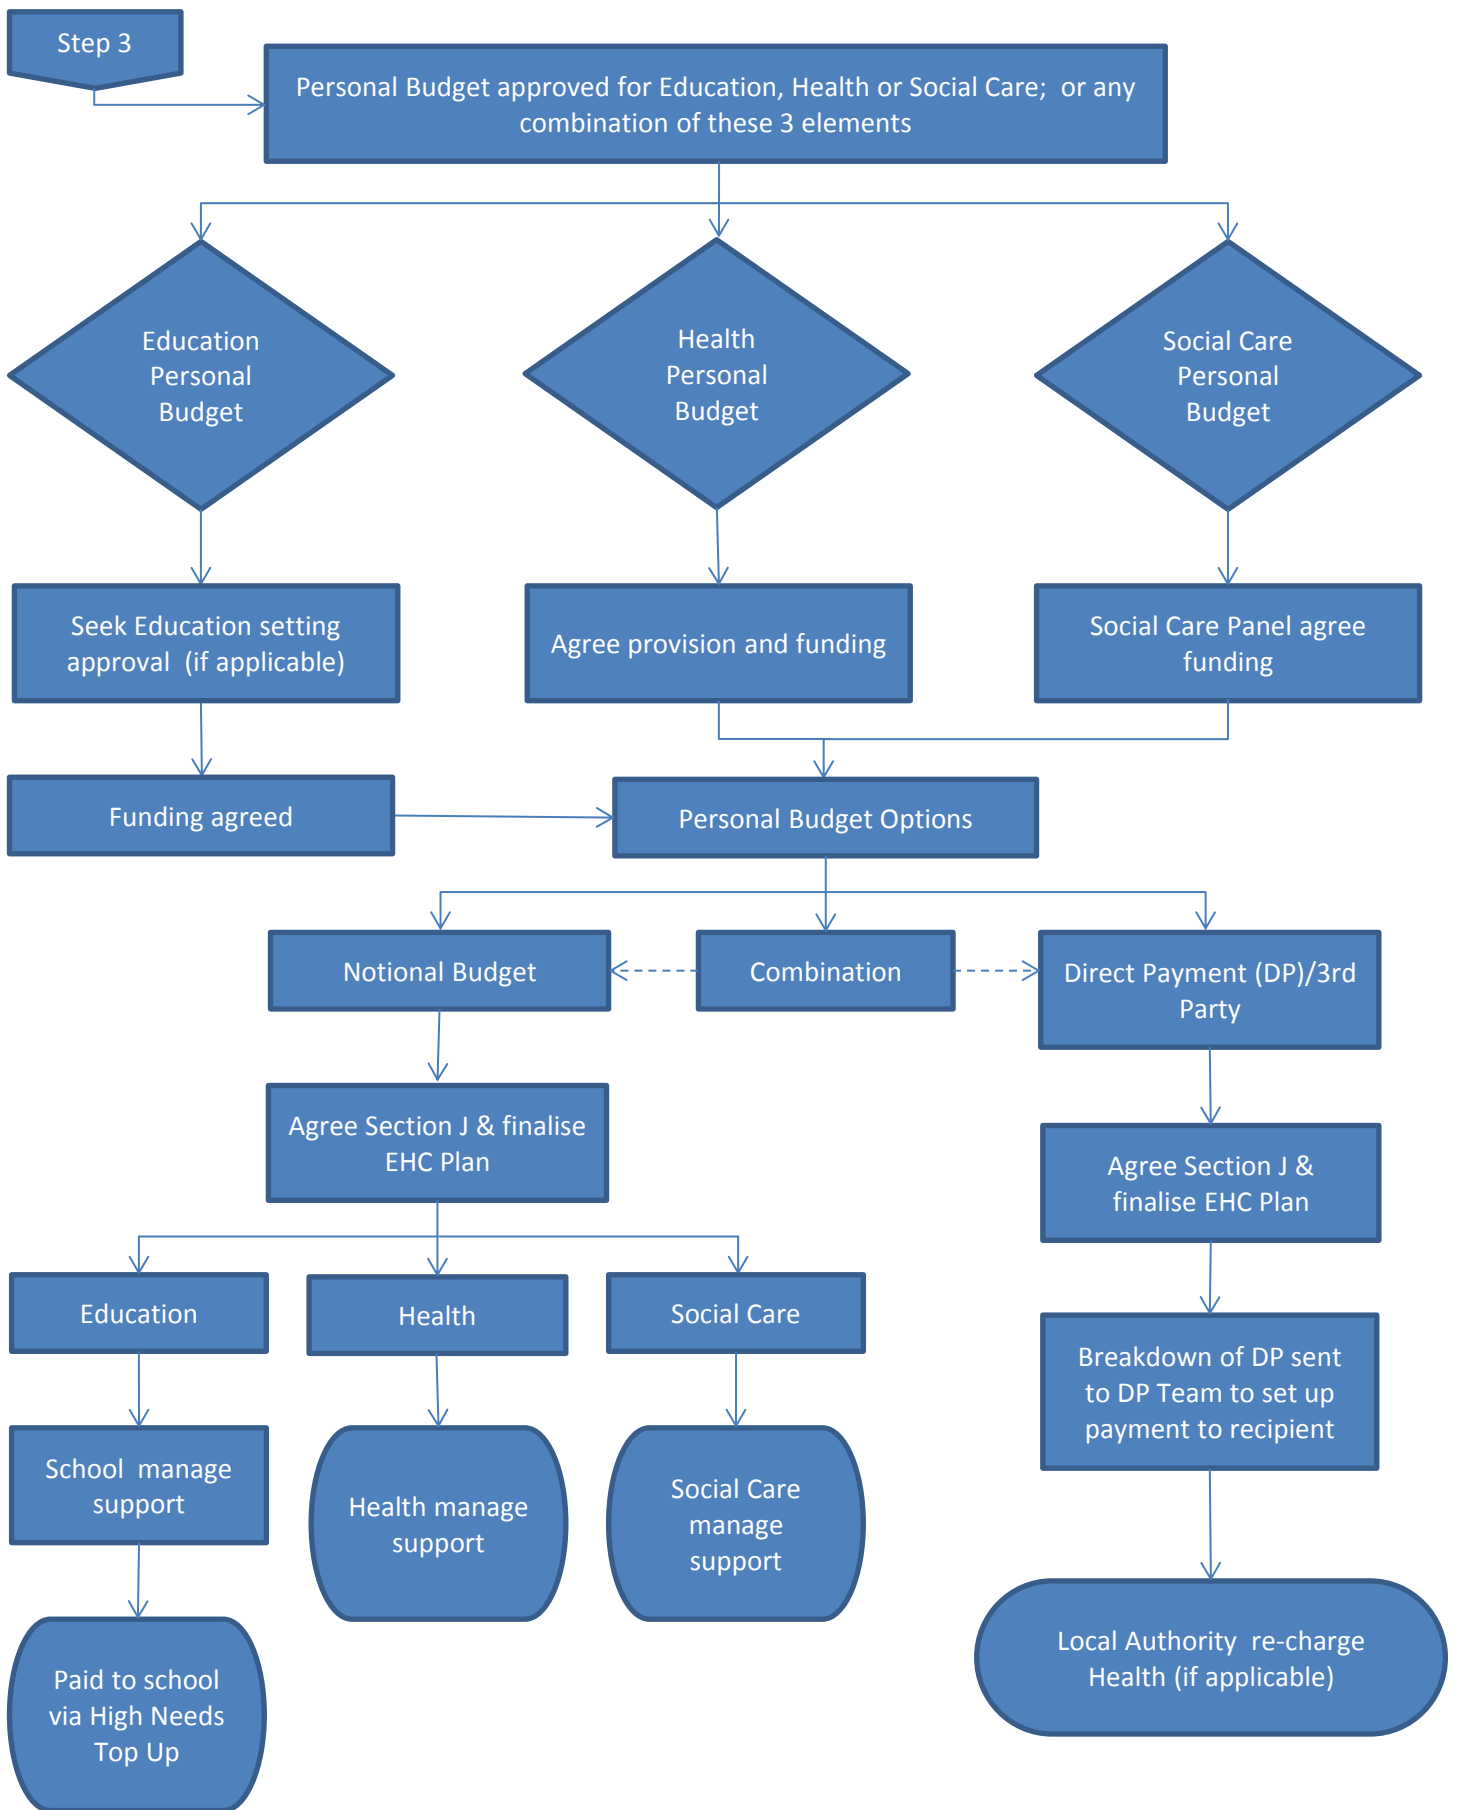 Step 3
Personal Budget approved for Education, Health or Social Care;  or any
combination of these 3 elements
Education
Personal
Budget
Health
Personal
Budget
Social Care
Personal
Budget
Seek Education setting
approval  (if applicable)
Agree provision and funding
Social Care Panel agree
funding
Funding agreed
Personal Budget Options
Notional Budget
Combination
Direct Payment (DP)/3rd
Party
Agree Section J & finalise
EHC Plan
Agree Section J &
finalise EHC Plan
Education
Health
Social Care
Breakdown of DP sent
to DP Team to set up
payment to recipient
School  manage
support
Health manage
support
Social Care
manage
support
Local Authority  re-charge
Health (if applicable)
Paid to school
via High Needs
Top Up